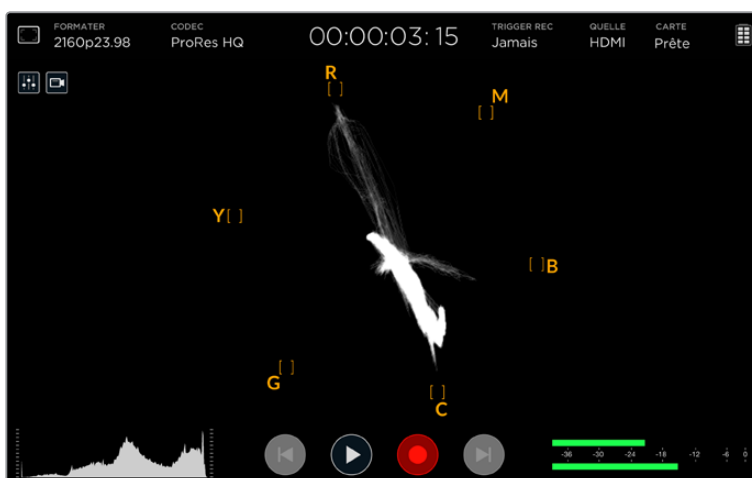 FORMATER
2160p23.98
CODEC
ProRes HQ
00:00:03:15
TRIGGER REC
Jamais
QUELLE
HDMI
CARTE
Prête
R
M
Y
B
G
C
-36 -30 -24 -18 -12 -6 0